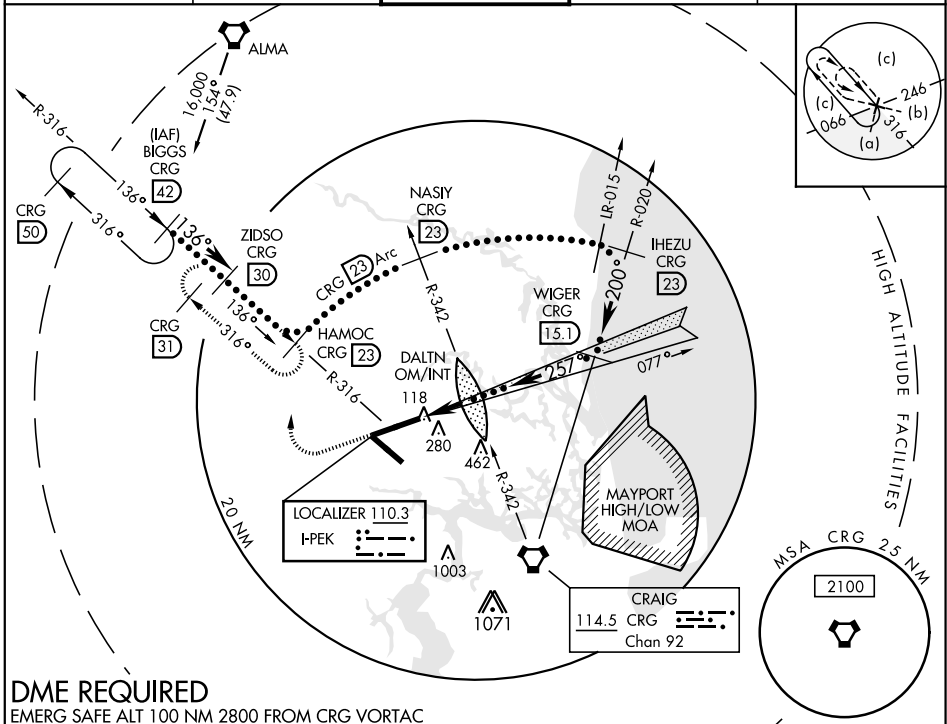 ALMA
16,000
154°
(47.9)
R-316
(IAF)
BIGGS
CRG
42
136°
316°
CRG
50
136°
ZIDSO
CRG
30
136°
316°
CRG
31
HAMOC
CRG 23
R-316
CRG 23 Arc
NASIY
CRG
23
R-342
LR-015
R-020
200°
IHEZU
CRG
23
WIGER
CRG
15.1
257°
077°
DALTN
OM/INT
118
280
462
R-342
MAYPORT
HIGH/LOW
MOA
LOCALIZER 110.3
I-PEK
20 NM
1003
1071
CRAIG
114.5 CRG
Chan 92
HIGH ALTITUDE FACILITIES
(c)
246
(b)
(c)
066
316
(a)
MSA CRG 25 NM
2100
DME REQUIRED
EMERG SAFE ALT 100 NM 2800 FROM CRG VORTAC